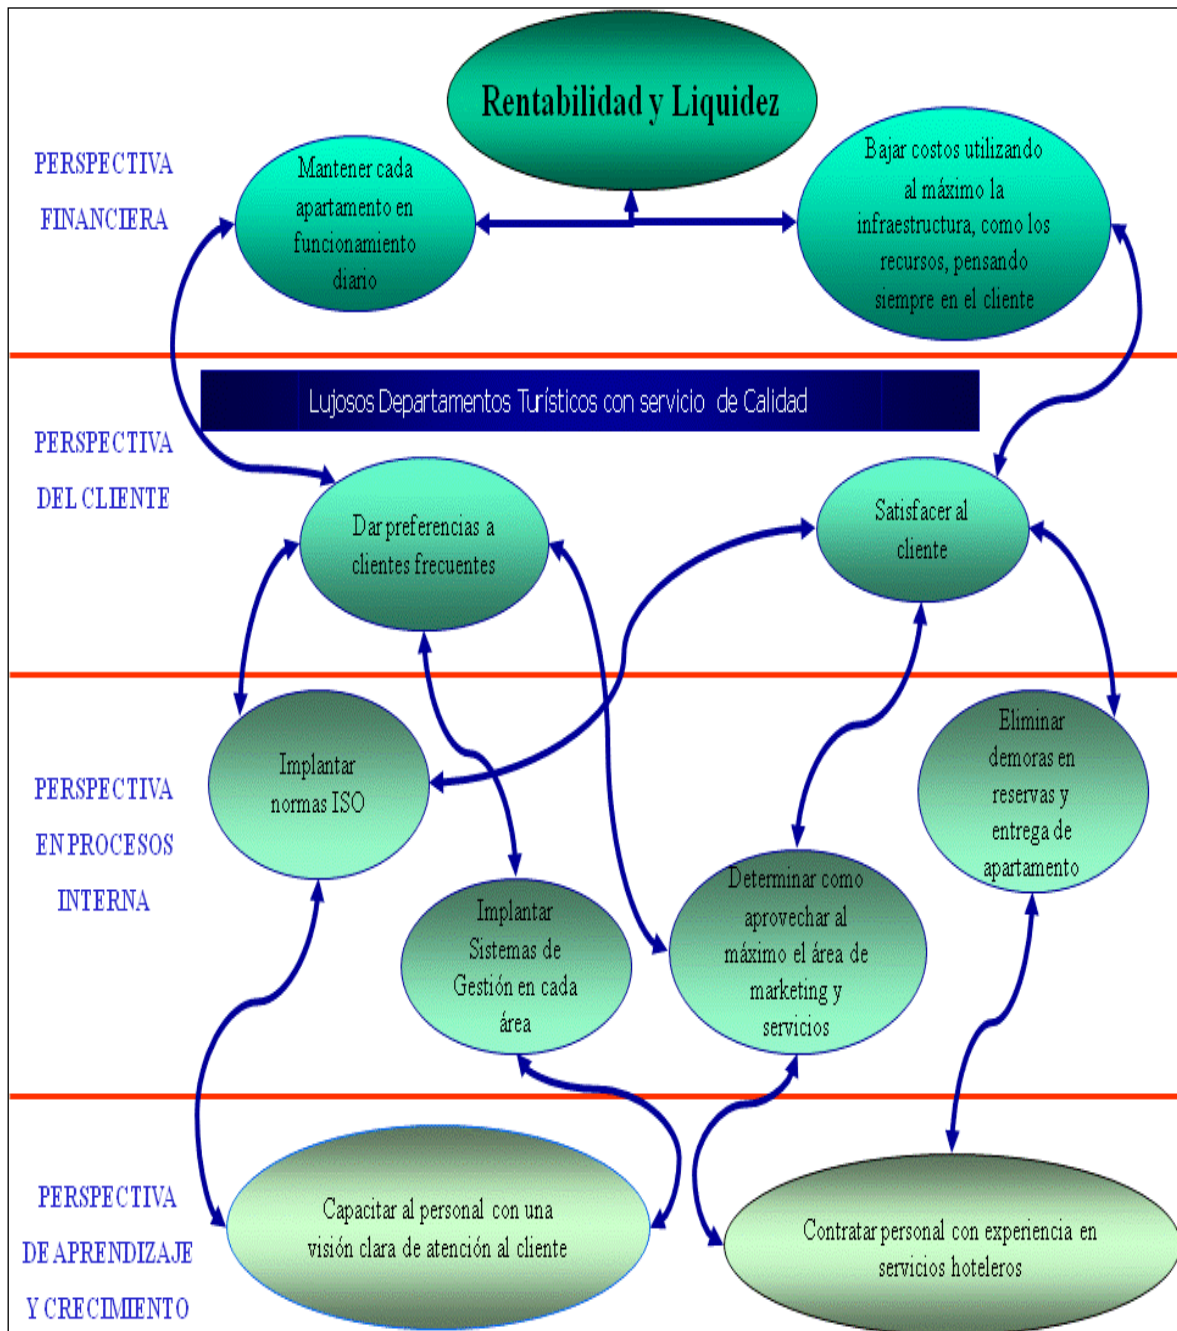 Rentabilidad y Liquidez
PERSPECTIVA
FINANCIERA
Mantener cada
apartamento en
funcionamiento
diario
Bajar costos utilizando
al máximo la
infraestructura, como los
recursos, pensando
siempre en el cliente
Lujosos Departamentos Turísticos con servicio de Calidad
PERSPECTIVA
DEL CLIENTE
Dar preferencias a
clientes frecuentes
Satisfacer al
cliente
PERSPECTIVA
EN PROCESOS
INTERNA
Implantar
normas ISO
Implantar
Sistemas de
Gestión en cada
área
Determinar como
aprovechar al
máximo el área de
marketing y
servicios
Eliminar
demoras en
reservas y
entrega de
apartamento
PERSPECTIVA
DE APRENDIZAJE
Y CRECIMIENTO
Capacitar al personal con una
visión clara de atención al cliente
Contratar personal con experiencia en
servicios hoteleros